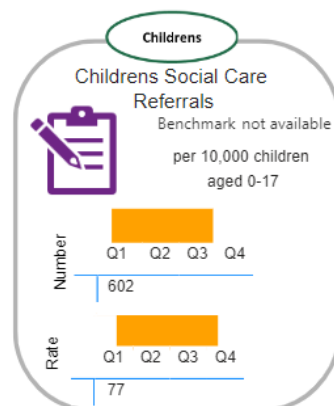 Childrens
Childrens Social Care
Referrals
Benchmark not available
per 10,000 children
aged 0-17
Number
Q1 Q2 Q3 Q4
602
Rate
Q1 Q2 Q3 Q4
77